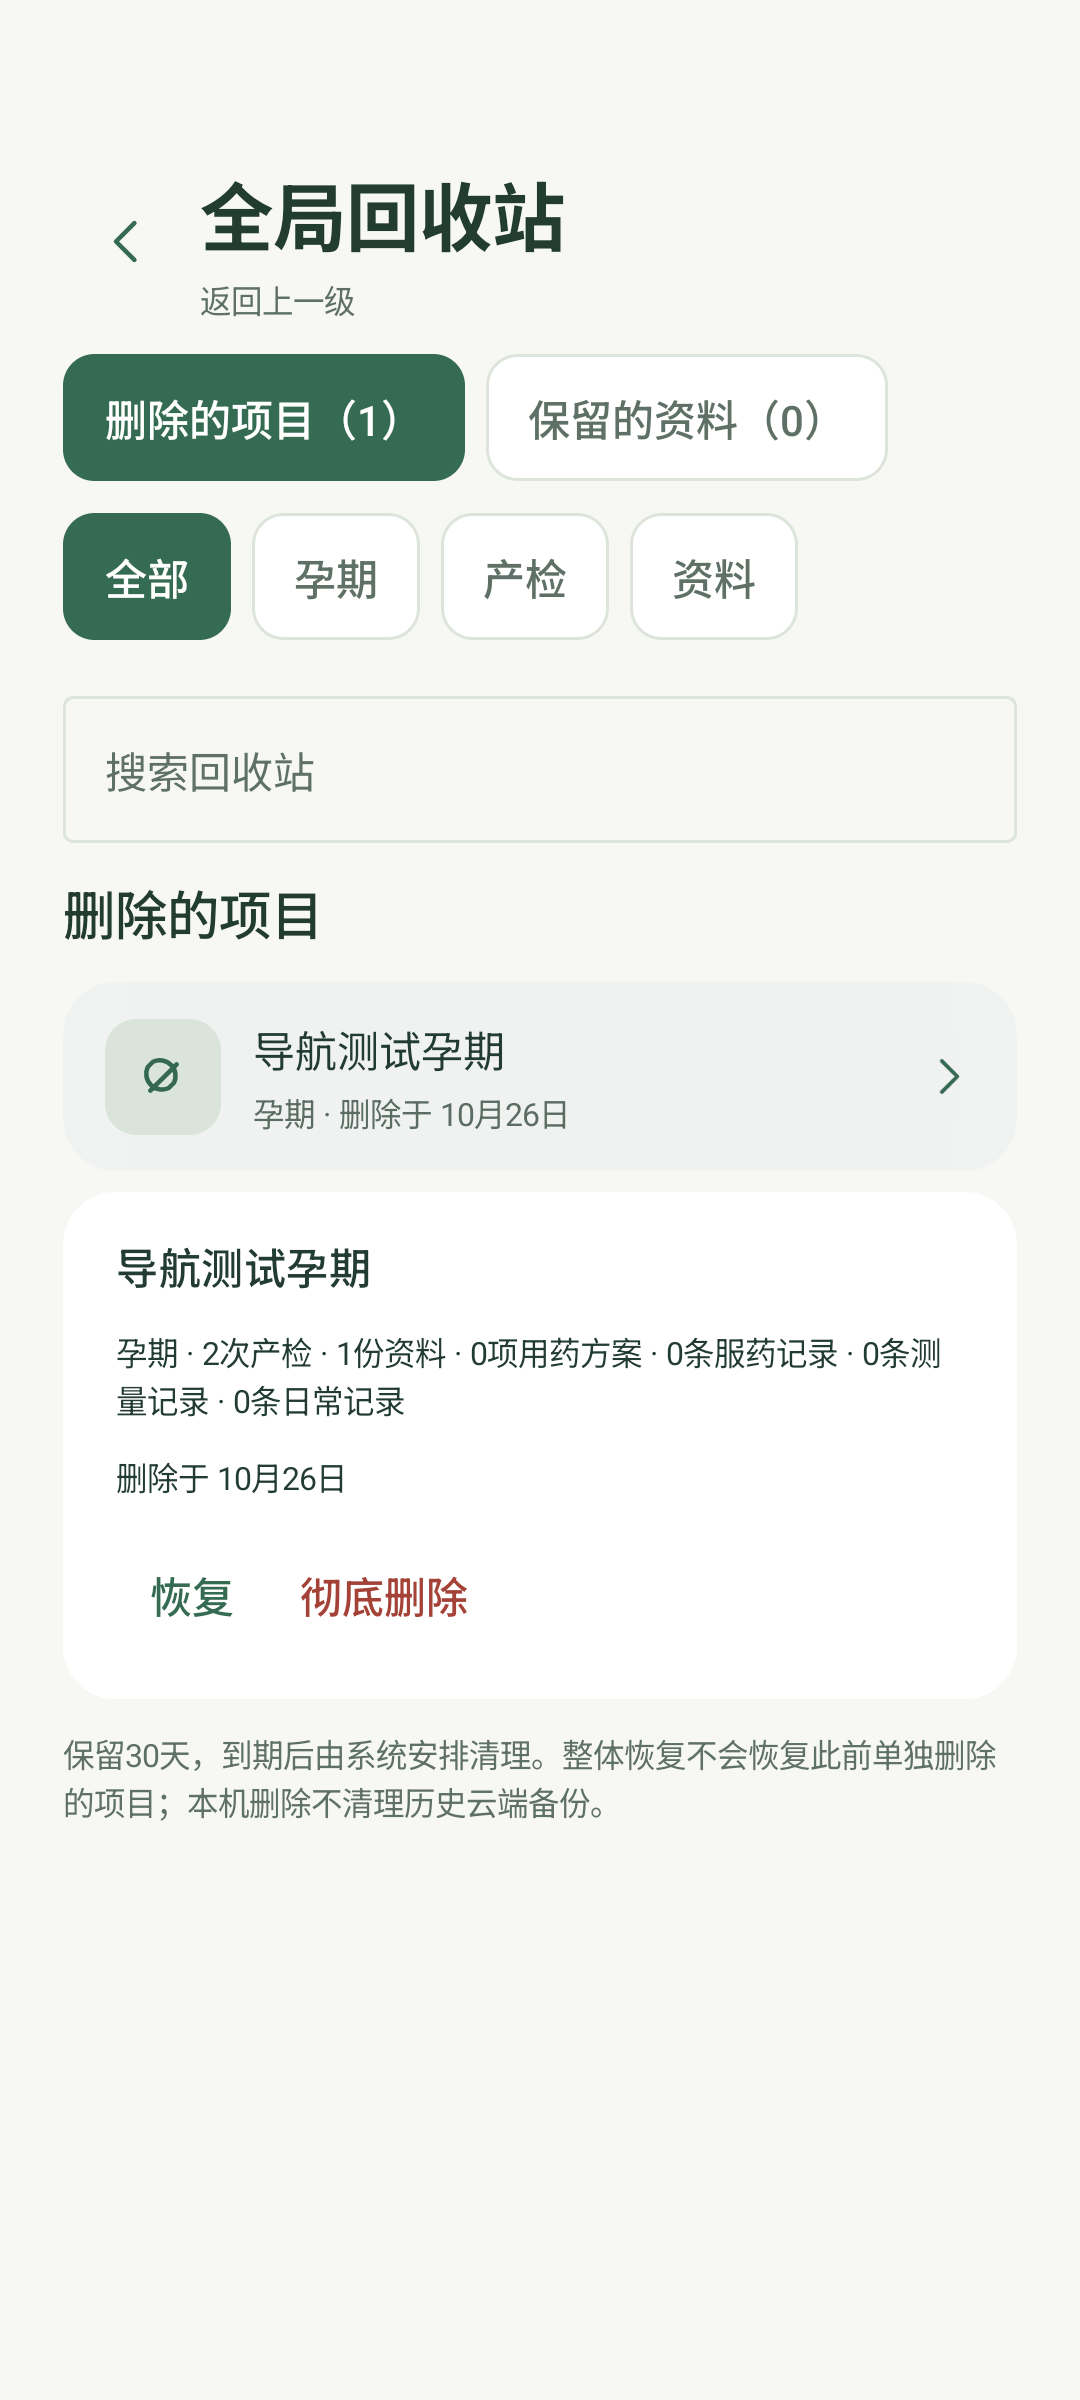 全局回收站
返回上一级
删除的项目（1）
保留的资料（0）
全部
孕期
产检
资料
搜索回收站
删除的项目
导航测试孕期
孕期 · 删除于 10月26日
导航测试孕期
孕期 · 2次产检 · 1份资料 · 0项用药方案 · 0条服药记录 · 0条测
量记录 · 0条日常记录
删除于 10月26日
恢复
彻底删除
保留30天，到期后由系统安排清理。整体恢复不会恢复此前单独删除
的项目；本机删除不清理历史云端备份。